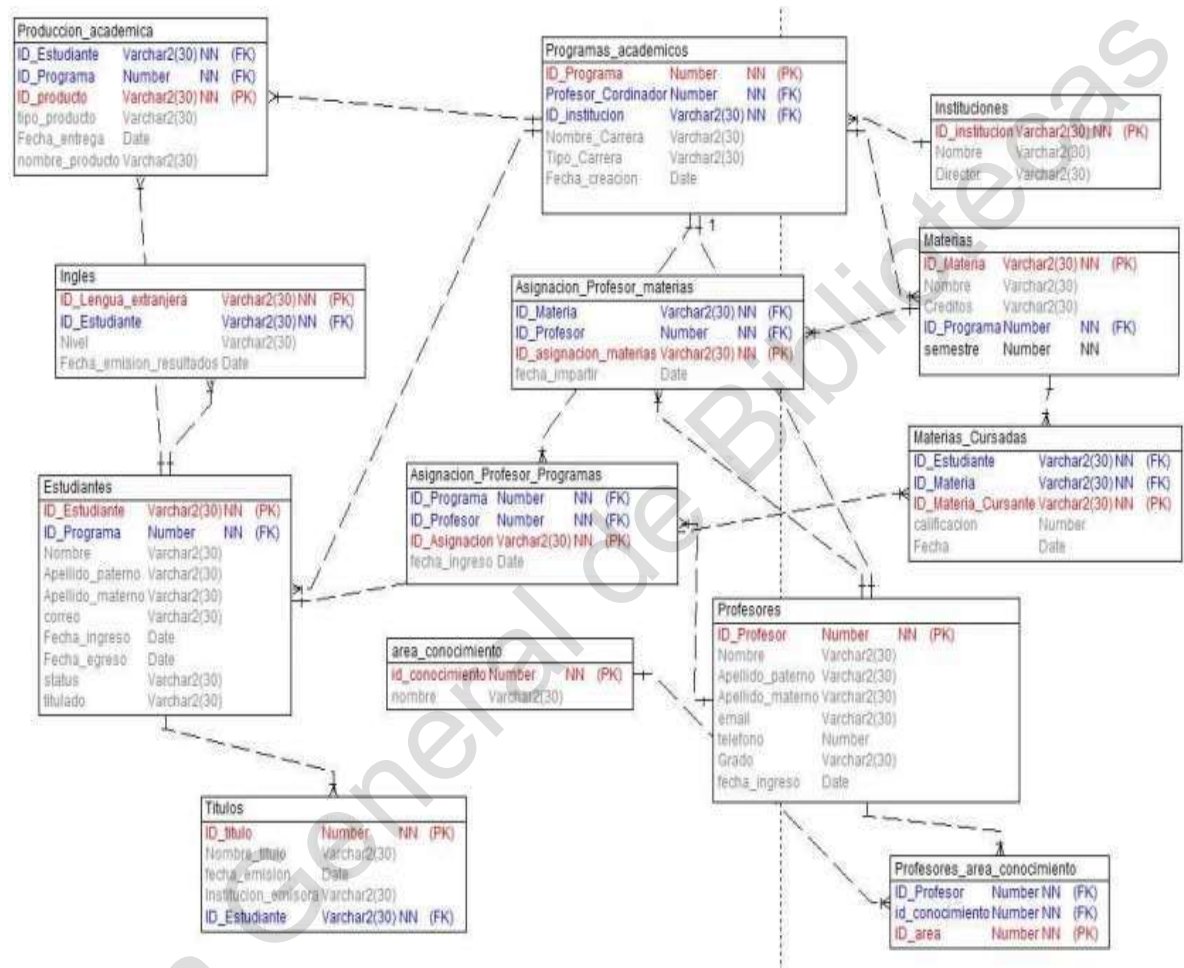 Produccion_academica
ID_Estudiante Varchar2(30) NN (FK)
ID_Programa Number NN (FK)
ID_producto Varchar2(30) NN (PK)
tipo_producto Varchar2(30)
Fecha_entrega Date
nombre_producto Varchar2(30)
Programas_academicos
ID_Programa Number NN (PK)
Profesor_Cordinador Number NN (FK)
ID_institucion Varchar2(30) NN (FK)
Nombre_Carrera Varchar2(30)
Tipo_Carrera Varchar2(30)
Fecha_creacion Date
1
Instituciones
ID_institucion Varchar2(30) NN (PK)
Nombre Varchar2(30)
Director Varchar2(30)
Materias
ID_Materia Varchar2(30) NN (PK)
Nombre Varchar2(30)
Creditos Varchar2(30)
ID_Programa Number NN (FK)
semestre Number NN
Ingles
ID_Lengua_extranjera Varchar2(30) NN (PK)
ID_Estudiante Varchar2(30) NN (FK)
Nivel Varchar2(30)
Fecha_emision_resultados Date
Asignacion_Profesor_materias
ID_Materia Varchar2(30) NN (FK)
ID_Profesor Number NN (FK)
ID_asignacion_materias Varchar2(30) NN (PK)
fecha_impartir Date
Materias_Cursadas
ID_Estudiante Varchar2(30) NN (FK)
ID_Materia Varchar2(30) NN (FK)
ID_Materia_Cursante Varchar2(30) NN (PK)
calificacion Number
Fecha Date
Asignacion_Profesor_Programas
ID_Programa Number NN (FK)
ID_Profesor Number NN (FK)
ID_Asignacion Varchar2(30) NN (PK)
fecha_ingreso Date
Estudiantes
ID_Estudiante Varchar2(30) NN (PK)
ID_Programa Number NN (FK)
Nombre Varchar2(30)
Apellido_paterno Varchar2(30)
Apellido_materno Varchar2(30)
correo Varchar2(30)
Fecha_ingreso Date
Fecha_egreso Date
status Varchar2(30)
titulado Varchar2(30)
area_conocimiento
id_conocimiento Number NN (PK)
nombre Varchar2(30)
Profesores
ID_Profesor Number NN (PK)
Nombre Varchar2(30)
Apellido_paterno Varchar2(30)
Apellido_materno Varchar2(30)
email Varchar2(30)
telefono Number
Grado Varchar2(30)
fecha_ingreso Date
Titulos
ID_titulo Number NN (PK)
Nombre_titulo Varchar2(30)
fecha_emision Date
Institucion_emisora Varchar2(30)
ID_Estudiante Varchar2(30) NN (FK)
Profesores_area_conocimiento
ID_Profesor Number NN (FK)
id_conocimiento Number NN (FK)
ID_area Number NN (PK)
General de Bibliotecas